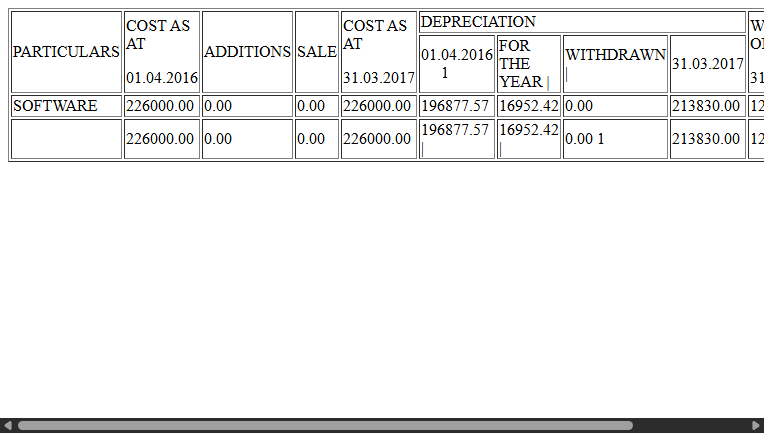 PARTICULARS | COST AS AT 01.04.2016 | ADDITIONS | SALE | COST AS AT 31.03.2017 | DEPRECIATION
01.04.2016 1 | FOR THE YEAR | | WITHDRAWN | | 31.03.2017
SOFTWARE | 226000.00 | 0.00 | 0.00 | 226000.00 | 196877.57 | 16952.42 | 0.00 | 213830.00
226000.00 | 0.00 | 0.00 | 226000.00 | 196877.57 | | 16952.42 | | 0.00 1 | 213830.00